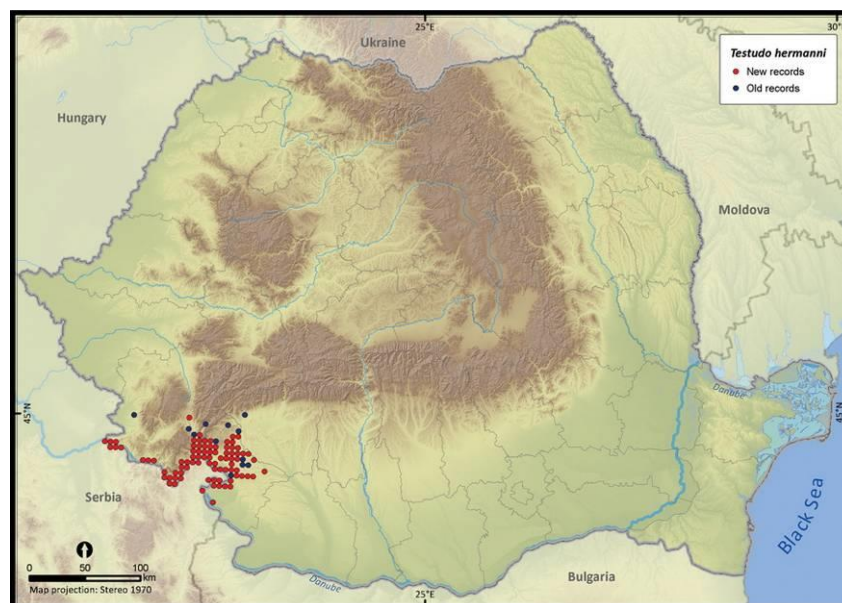 25°E
30°E
Ukraine
Testudo hermanni
New records
Old records
Hungary
Moldova
45°N
Danube
45°N
Serbia
Black Sea
0 50 100
km
Map projection: Stereo 1970
Danube
Bulgaria
25°E